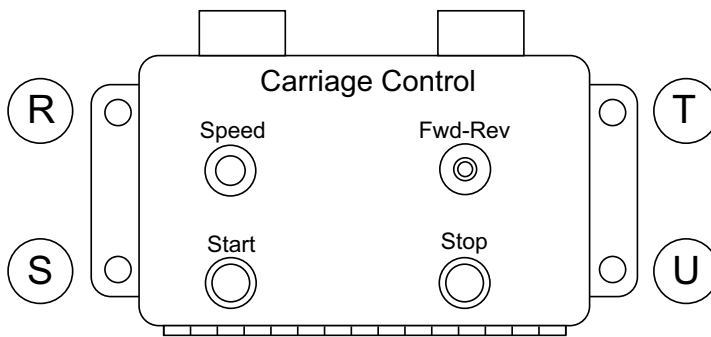 Carriage Control
R
T
Speed
Fwd-Rev
Start
Stop
S
U